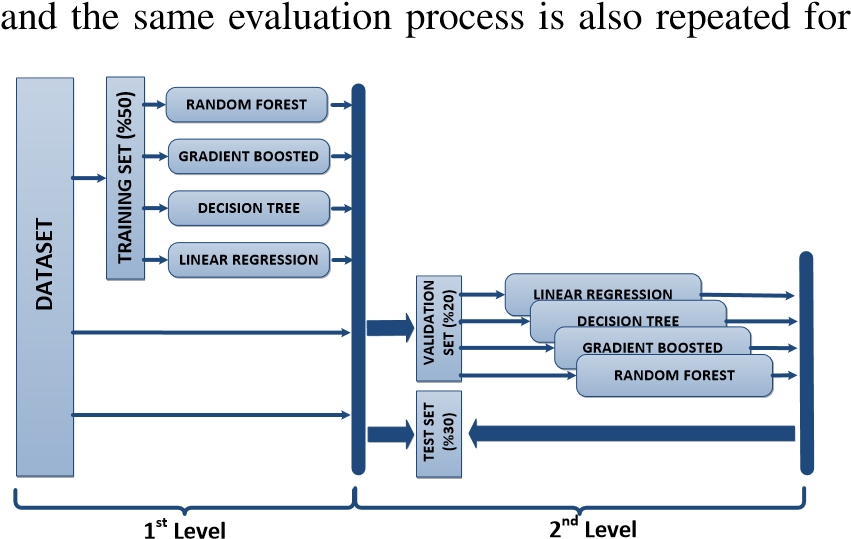 and the same evaluation process is also repeated for
DATASET
TRAINING SET (%50)
RANDOM FOREST
GRADIENT BOOSTED
DECISION TREE
LINEAR REGRESSION
VALIDATION
SET (%20)
LINEAR REGRESSION
DECISION TREE
GRADIENT BOOSTED
RANDOM FOREST
TEST SET
(%30)
1st Level
2nd Level